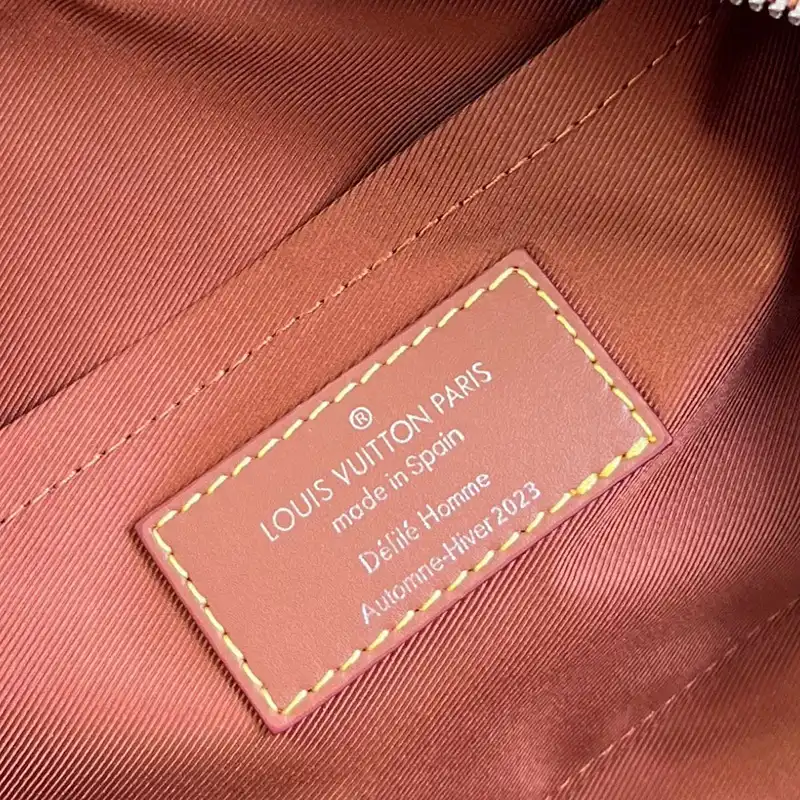 ®
LOUIS VUITTON PARIS
made in Spain
Défilé Homme
Automne-Hiver 2023